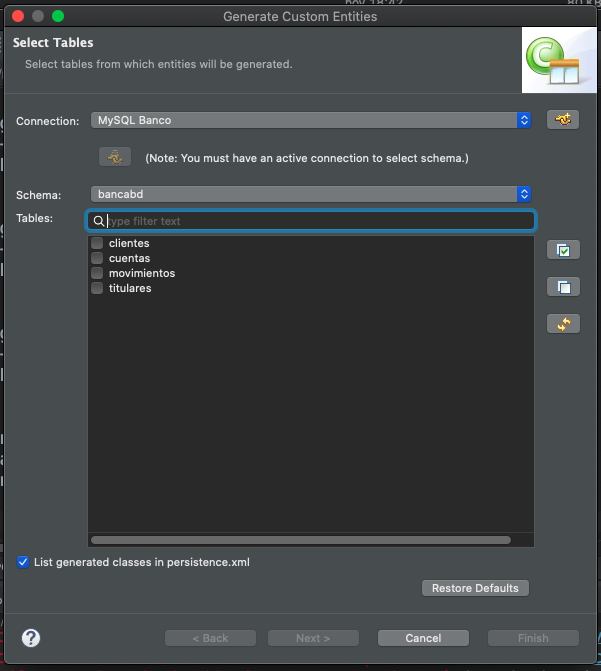 Generate Custom Entities
Select Tables
Select tables from which entities will be generated.
Connection: MySQL Banco
(Note: You must have an active connection to select schema.)
Schema: bancabd
Tables: type filter text
clientes
cuentas
movimientos
titulares
List generated classes in persistence.xml
Restore Defaults
? < Back Next > Cancel Finish